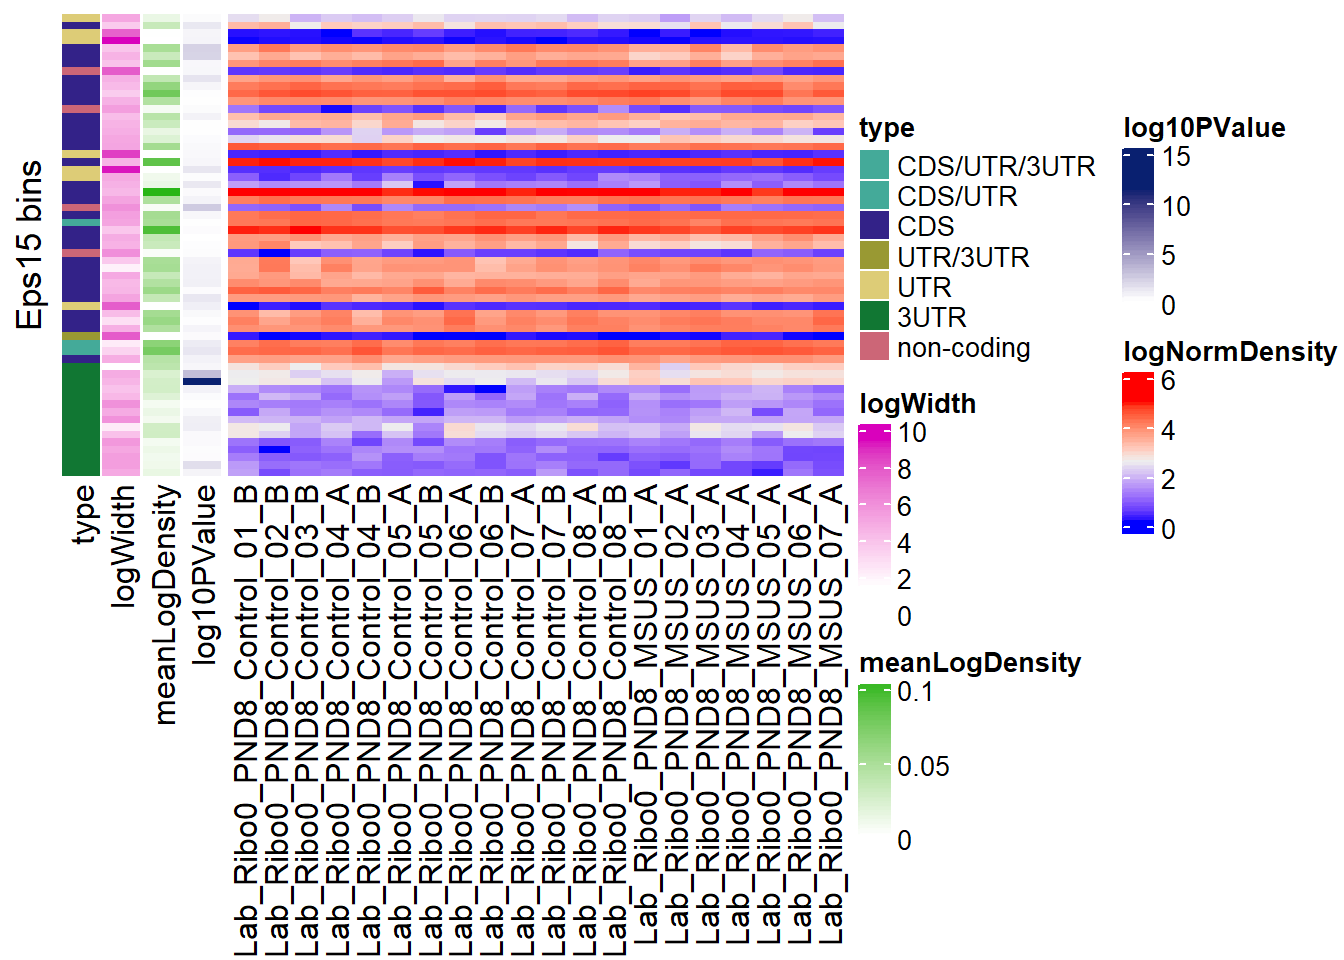 Eps15 bins
type
logWidth
meanLogDensity
log10PValue
Lab_Ribo0_PND8_Control_01_B
Lab_Ribo0_PND8_Control_02_B
Lab_Ribo0_PND8_Control_03_B
Lab_Ribo0_PND8_Control_04_A
Lab_Ribo0_PND8_Control_04_B
Lab_Ribo0_PND8_Control_05_A
Lab_Ribo0_PND8_Control_05_B
Lab_Ribo0_PND8_Control_06_A
Lab_Ribo0_PND8_Control_06_B
Lab_Ribo0_PND8_Control_07_A
Lab_Ribo0_PND8_Control_07_B
Lab_Ribo0_PND8_Control_08_A
Lab_Ribo0_PND8_Control_08_B
Lab_Ribo0_PND8_MSUS_01_A
Lab_Ribo0_PND8_MSUS_02_A
Lab_Ribo0_PND8_MSUS_03_A
Lab_Ribo0_PND8_MSUS_04_A
Lab_Ribo0_PND8_MSUS_05_A
Lab_Ribo0_PND8_MSUS_06_A
Lab_Ribo0_PND8_MSUS_07_A
type
CDS/UTR/3UTR
CDS/UTR
CDS
UTR/3UTR
UTR
3UTR
non-coding
logWidth
10
8
6
4
2
0
meanLogDensity
0.1
0.05
0
log10PValue
15
10
5
0
logNormDensity
6
4
2
0